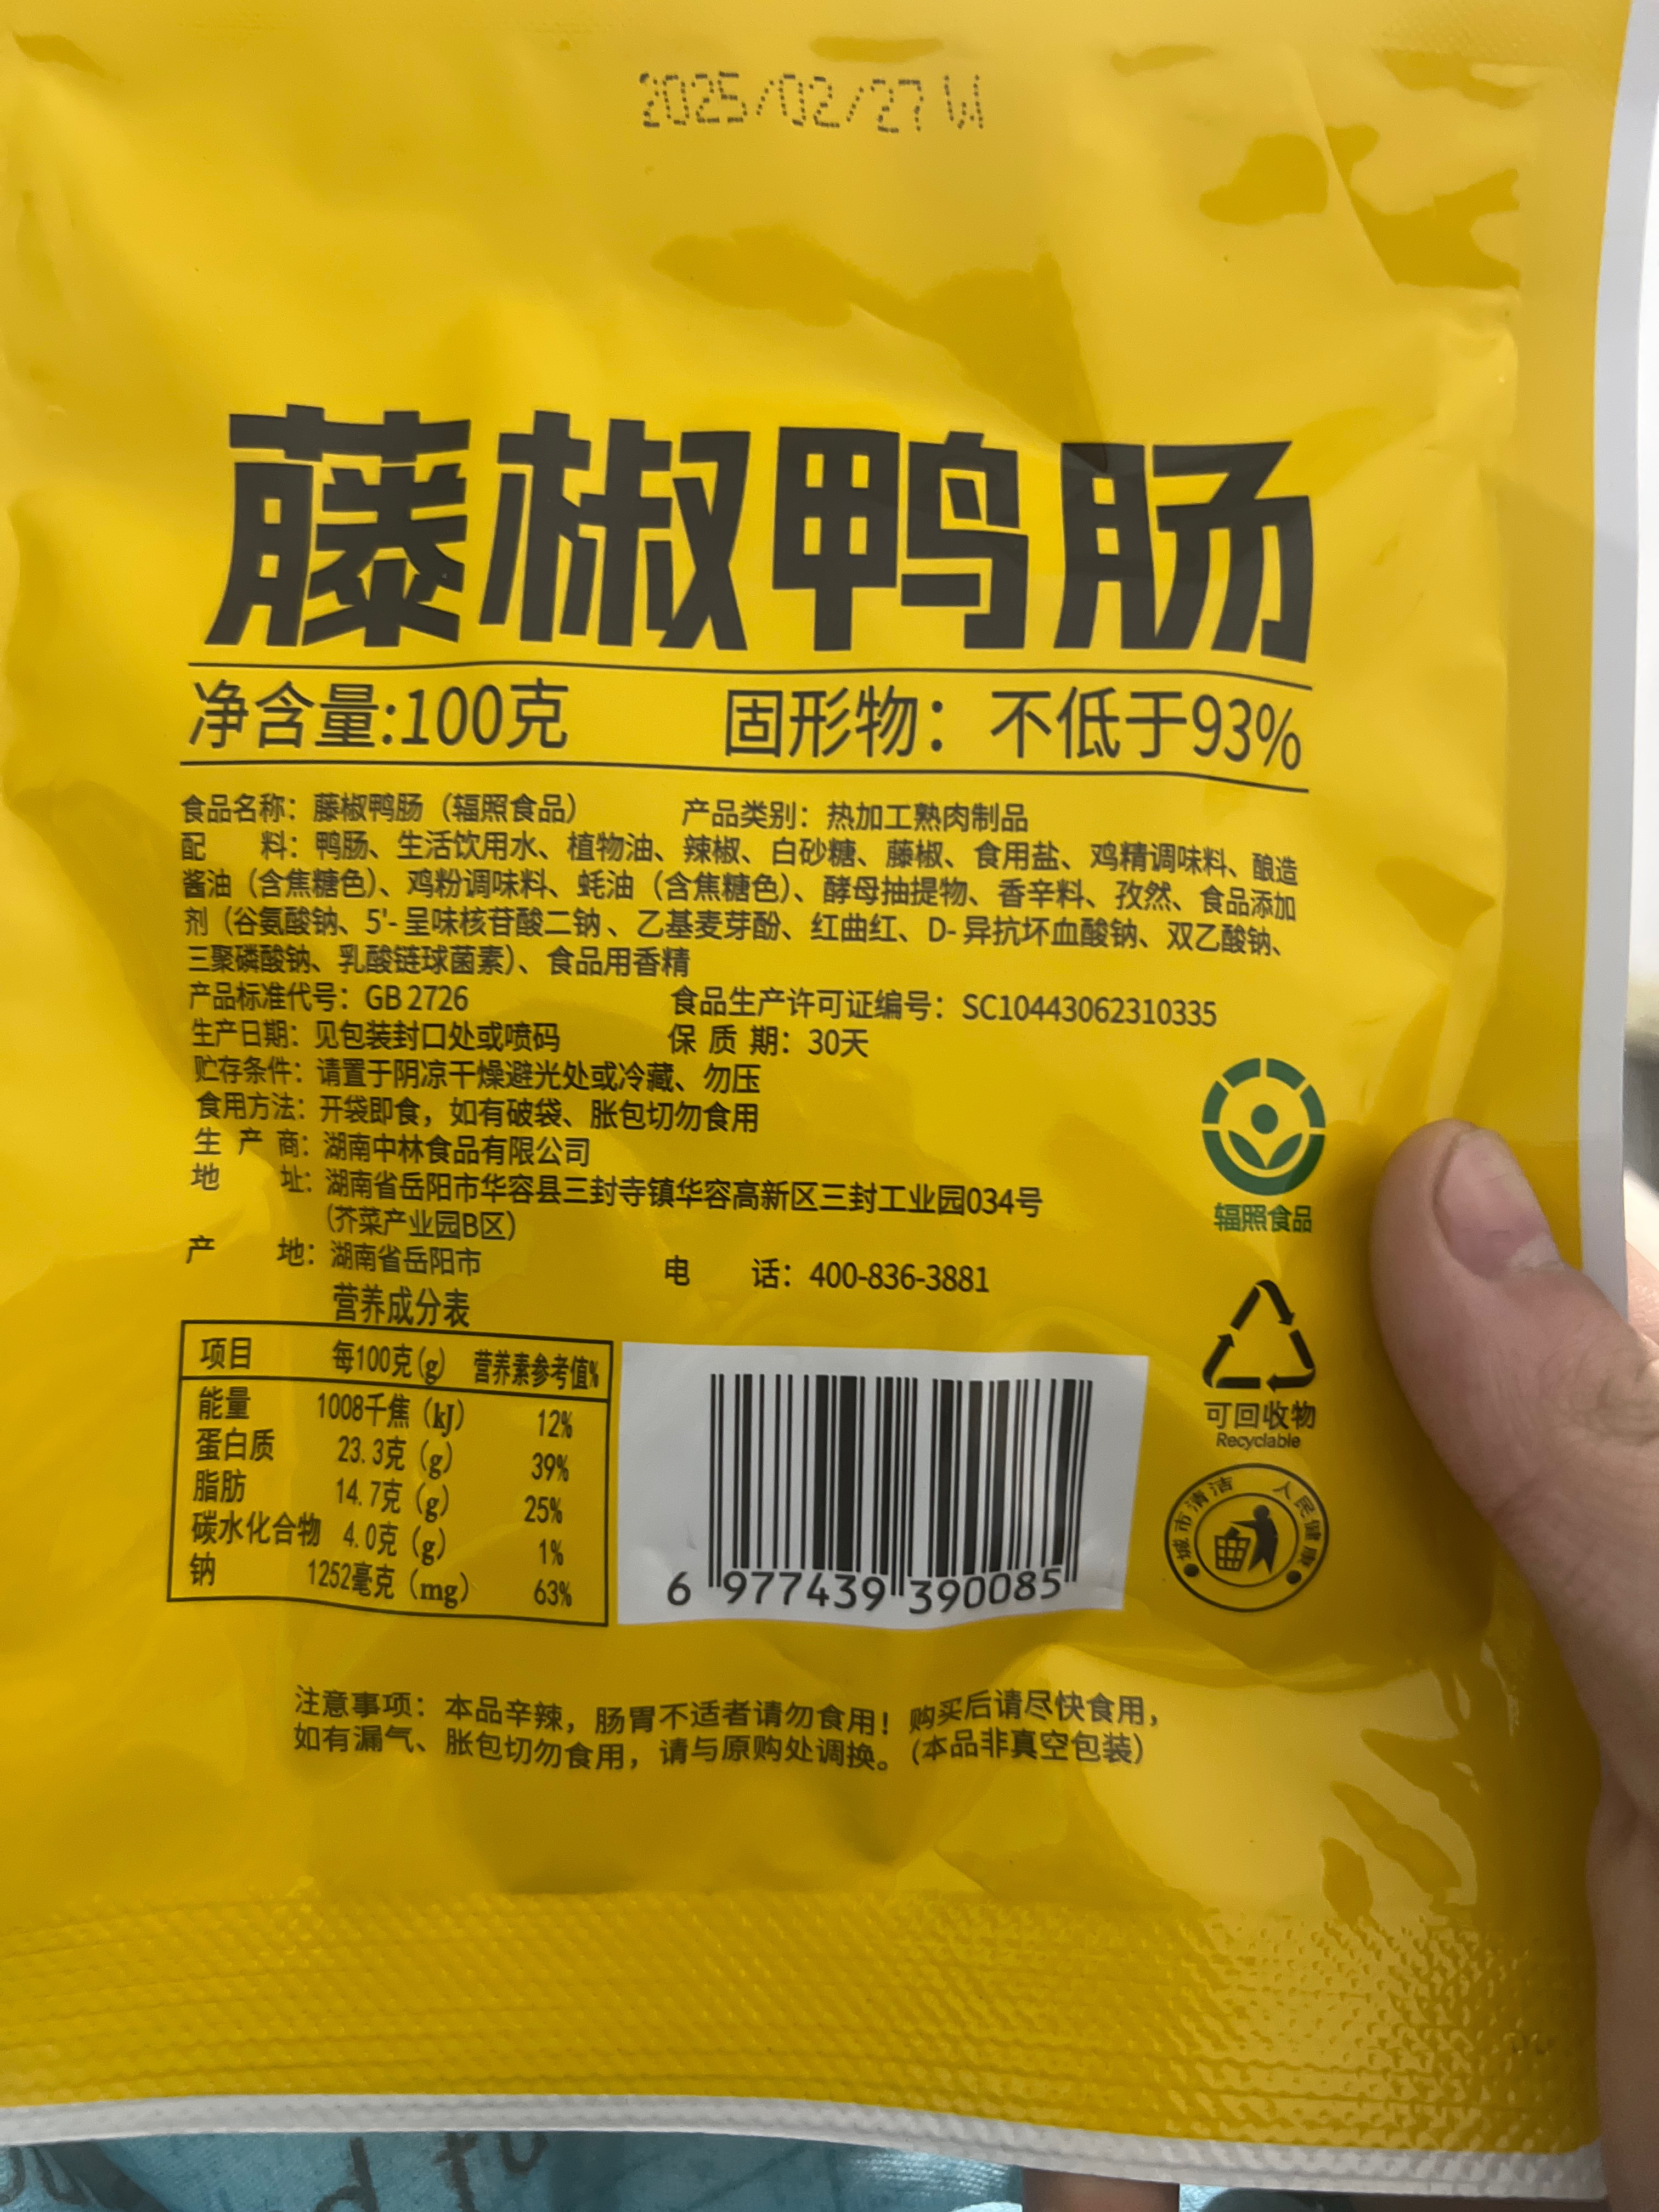 2025/02/27 W
藤椒鸭肠
净含量:100克 固形物：不低于93%
食品名称：藤椒鸭肠（辐照食品） 产品类别：热加工熟肉制品
配 料：鸭肠、生活饮用水、植物油、辣椒、白砂糖、藤椒、食用盐、鸡精调味料、酿造
酱油（含焦糖色）、鸡粉调味料、蚝油（含焦糖色）、酵母抽提物、香辛料、孜然、食品添加
剂（谷氨酸钠、5'-呈味核苷酸二钠、乙基麦芽酚、红曲红、D-异抗坏血酸钠、双乙酸钠、
三聚磷酸钠、乳酸链球菌素）、食品用香精
产品标准代号：GB 2726 食品生产许可证编号：SC10443062310335
生产日期：见包装封口处或喷码 保 质 期：30天
贮存条件：请置于阴凉干燥避光处或冷藏、勿压
食用方法：开袋即食，如有破袋、胀包切勿食用
生 产 商：湖南中林食品有限公司
地 址：湖南省岳阳市华容县三封寺镇华容高新区三封工业园034号
(芥菜产业园B区)
产 地：湖南省岳阳市 电 话：400-836-3881
辐照食品
营养成分表
项目 每100克(g) 营养素参考值%
能量 1008千焦（kJ） 12%
蛋白质 23.3克（g） 39%
脂肪 14.7克（g） 25%
碳水化合物 4.0克（g） 1%
钠 1252毫克（mg） 63%
6 977439 390085
可回收物
Recyclable
城市清洁 人民健康
注意事项：本品辛辣，肠胃不适者请勿食用！购买后请尽快食用，
如有漏气、胀包切勿食用，请与原购处调换。(本品非真空包装)